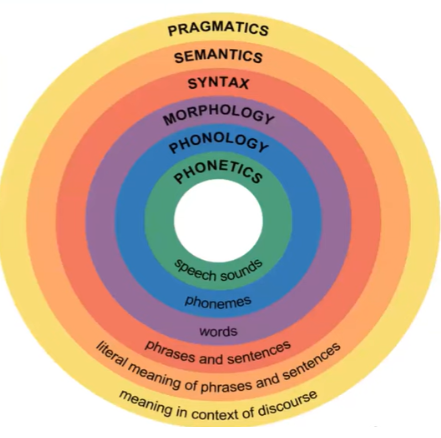 PRAGMATICS
SEMANTICS
SYNTAX
MORPHOLOGY
PHONOLOGY
PHONETICS
speech sounds
phonemes
words
phrases and sentences
literal meaning of phrases and sentences
meaning in context of discourse